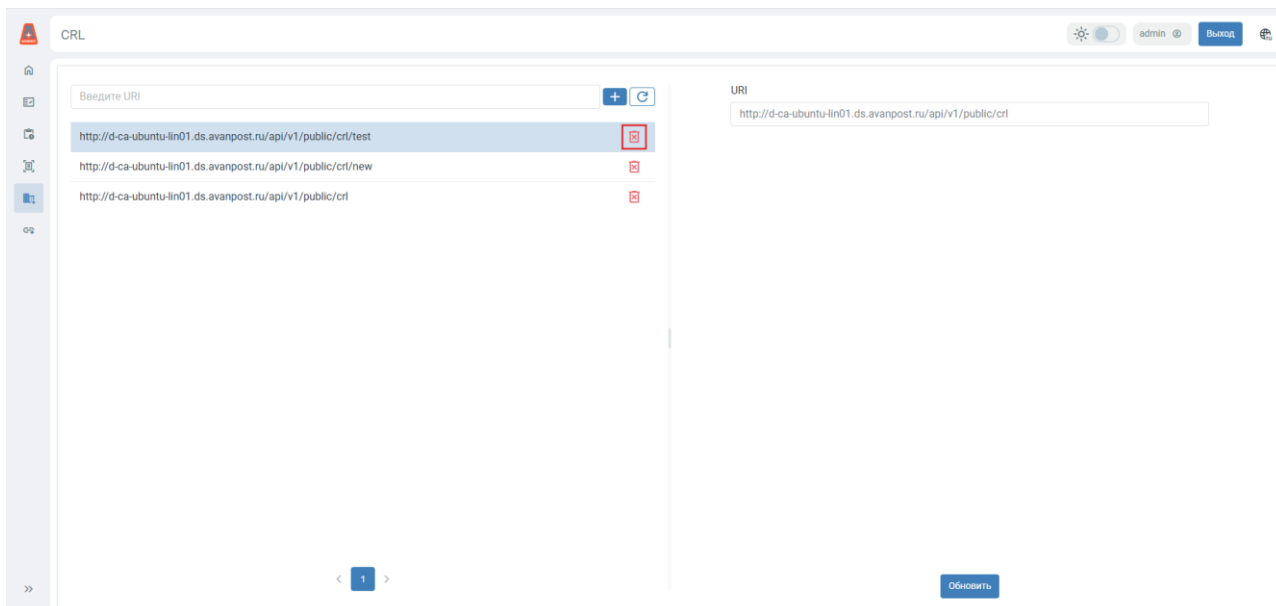 CRL
admin
Выход
Введите URI
http://d-ca-ubuntu-lin01.ds.avanpost.ru/api/v1/public/crl/test
http://d-ca-ubuntu-lin01.ds.avanpost.ru/api/v1/public/crl/new
http://d-ca-ubuntu-lin01.ds.avanpost.ru/api/v1/public/crl
URI
http://d-ca-ubuntu-lin01.ds.avanpost.ru/api/v1/public/crl
1
Обновить